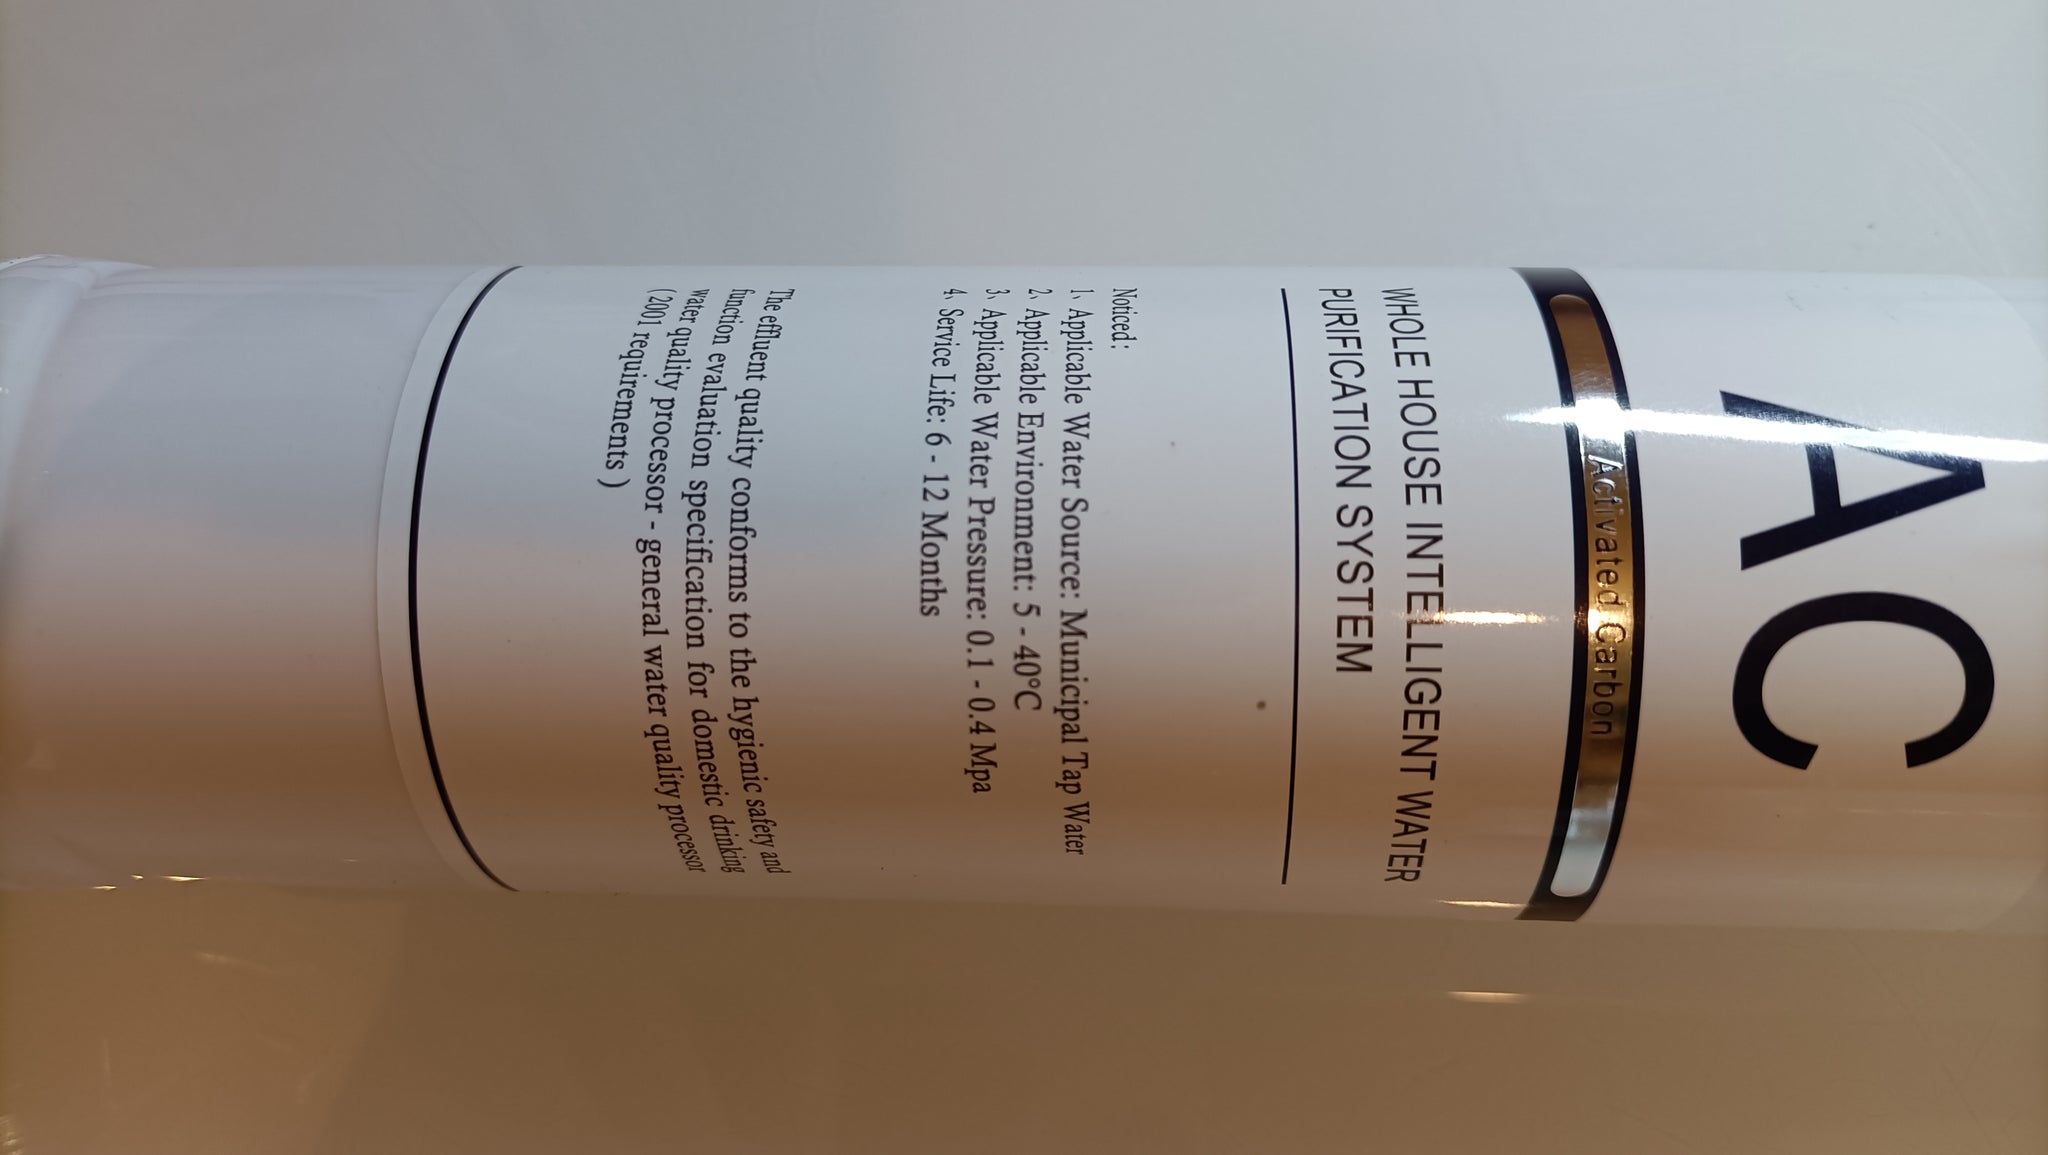 AC
Activated Carbon
WHOLE HOUSE INTELLIGENT WATER
PURIFICATION SYSTEM
Noticed:
1、Applicable Water Source: Municipal Tap Water
2、Applicable Environment: 5 - 40°C
3、Applicable Water Pressure: 0.1 - 0.4 Mpa
4、Service Life: 6 - 12 Months
The effluent quality conforms to the hygienic safety and
function evaluation specification for domestic drinking
water quality processor - general water quality processor
( 2001 requirements )